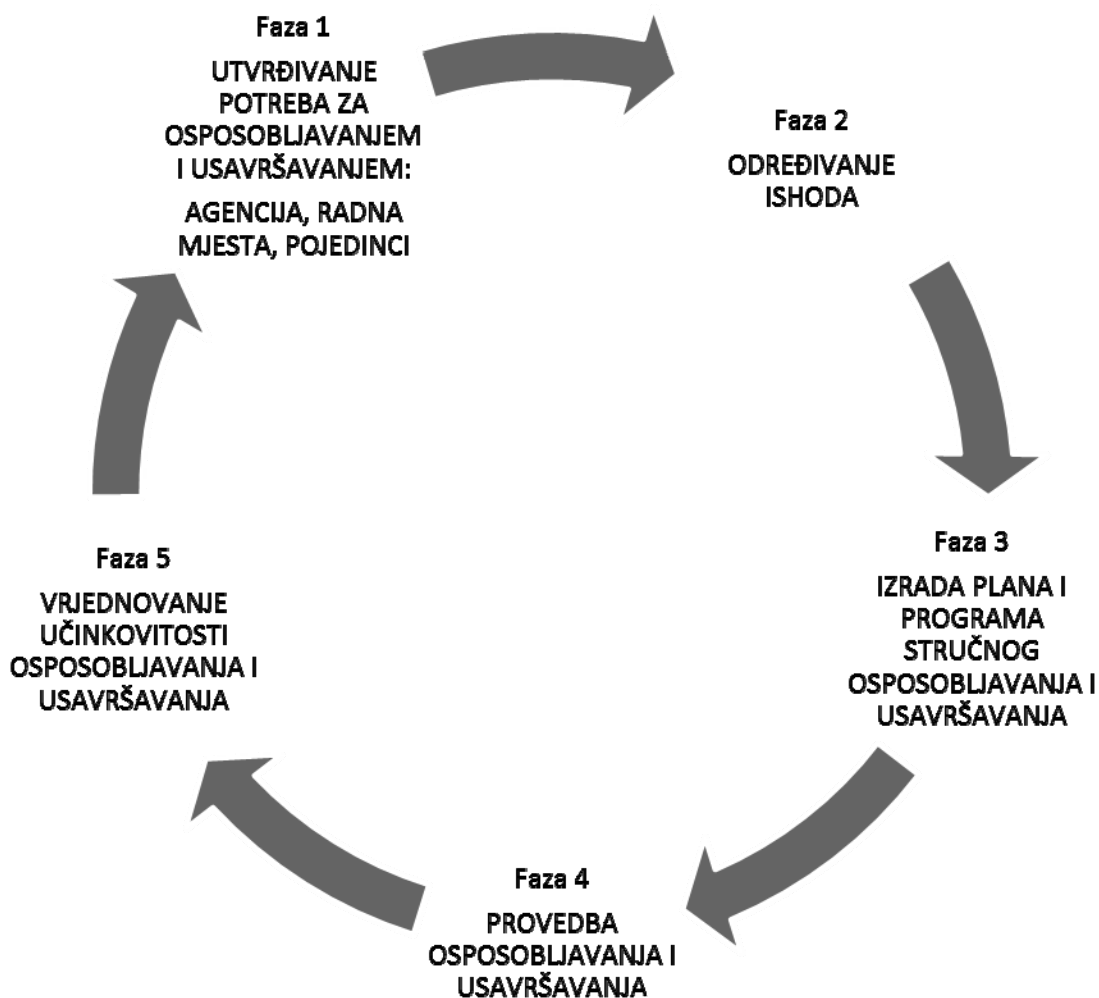 Faza 1
UTVRĐIVANJE
POTREBA ZA
OSPOSOBLJAVANJEM
I USAVRŠAVANJEM:
AGENCIJA, RADNA
MJESTA, POJEDINCI
Faza 2
ODREĐIVANJE
ISHODA
Faza 3
IZRADA PLANA I
PROGRAMA
STRUČNOG
OSPOSOBLJAVANJA I
USAVRŠAVANJA
Faza 4
PROVEDBA
OSPOSOBLJAVANJA I
USAVRŠAVANJA
Faza 5
VRJEDNOVANJE
UČINKOVITOSTI
OSPOSOBLJAVANJA I
USAVRŠAVANJA